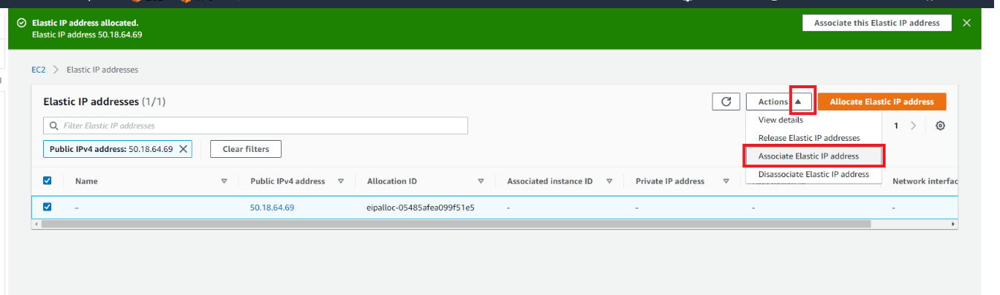 Elastic IP address allocated.
Elastic IP address 50.18.64.69
Associate this Elastic IP address
EC2 > Elastic IP addresses
Elastic IP addresses (1/1)
Actions
Allocate Elastic IP address
Filter Elastic IP addresses
1
View details
Release Elastic IP addresses
Associate Elastic IP address
Disassociate Elastic IP address
Public IPv4 address: 50.18.64.69
Clear filters
Name Public IPv4 address Allocation ID Associated instance ID Private IP address Network interfac
– 50.18.64.69 eipalloc-05485afea099f51e5 - - - -